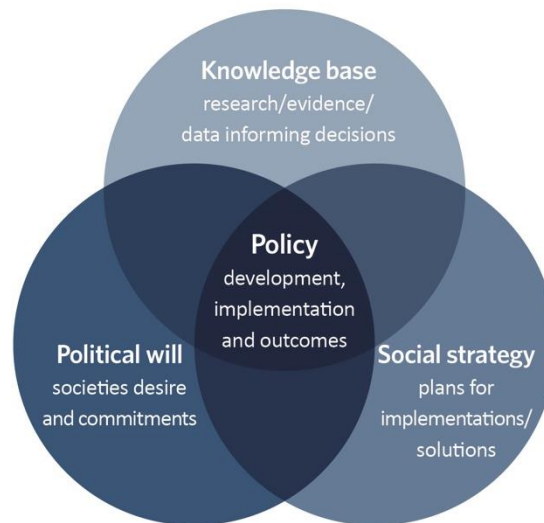 Knowledge base
research/evidence/
data informing decisions
Policy
development,
implementation
and outcomes
Political will
societies desire
and commitments
Social strategy
plans for
implementations/
solutions